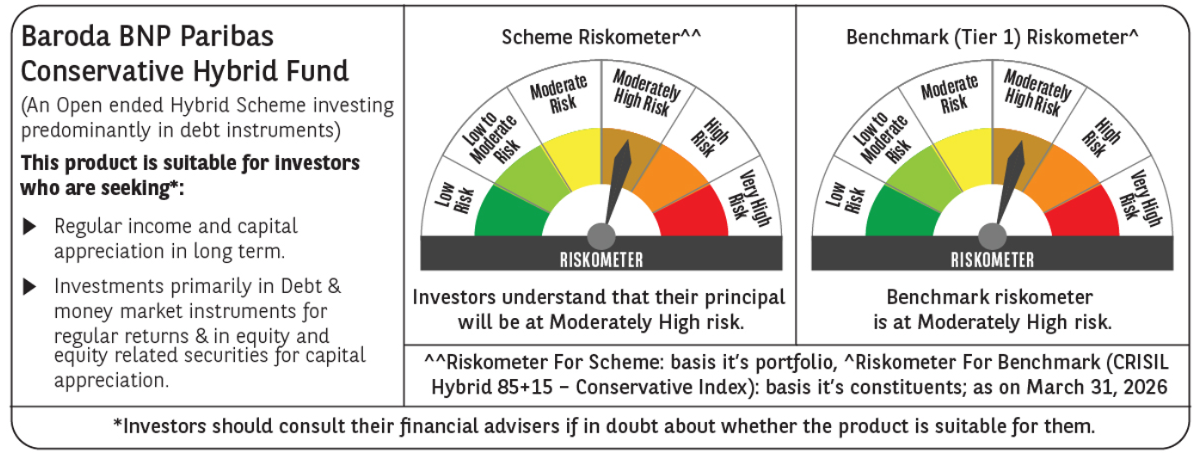 Baroda BNP Paribas
Conservative Hybrid Fund
(An Open ended Hybrid Scheme investing
predominantly in debt instruments)
This product is suitable for investors
who are seeking*:
▶ Regular income and capital
appreciation in long term.
▶ Investments primarily in Debt &
money market instruments for
regular returns & in equity and
equity related securities for capital
appreciation.
Scheme Riskometer^^
Low
Risk
Low to
Moderate
Risk
Moderate
Risk
Moderately
High Risk
High
Risk
Very High
Risk
RISKOMETER
Investors understand that their principal
will be at Moderately High risk.
Benchmark (Tier 1) Riskometer^
Low
Risk
Low to
Moderate
Risk
Moderate
Risk
Moderately
High Risk
High
Risk
Very High
Risk
RISKOMETER
Benchmark riskometer
is at Moderately High risk.
^^Riskometer For Scheme: basis it’s portfolio, ^Riskometer For Benchmark (CRISIL
Hybrid 85+15 – Conservative Index): basis it’s constituents; as on March 31, 2026
*Investors should consult their financial advisers if in doubt about whether the product is suitable for them.